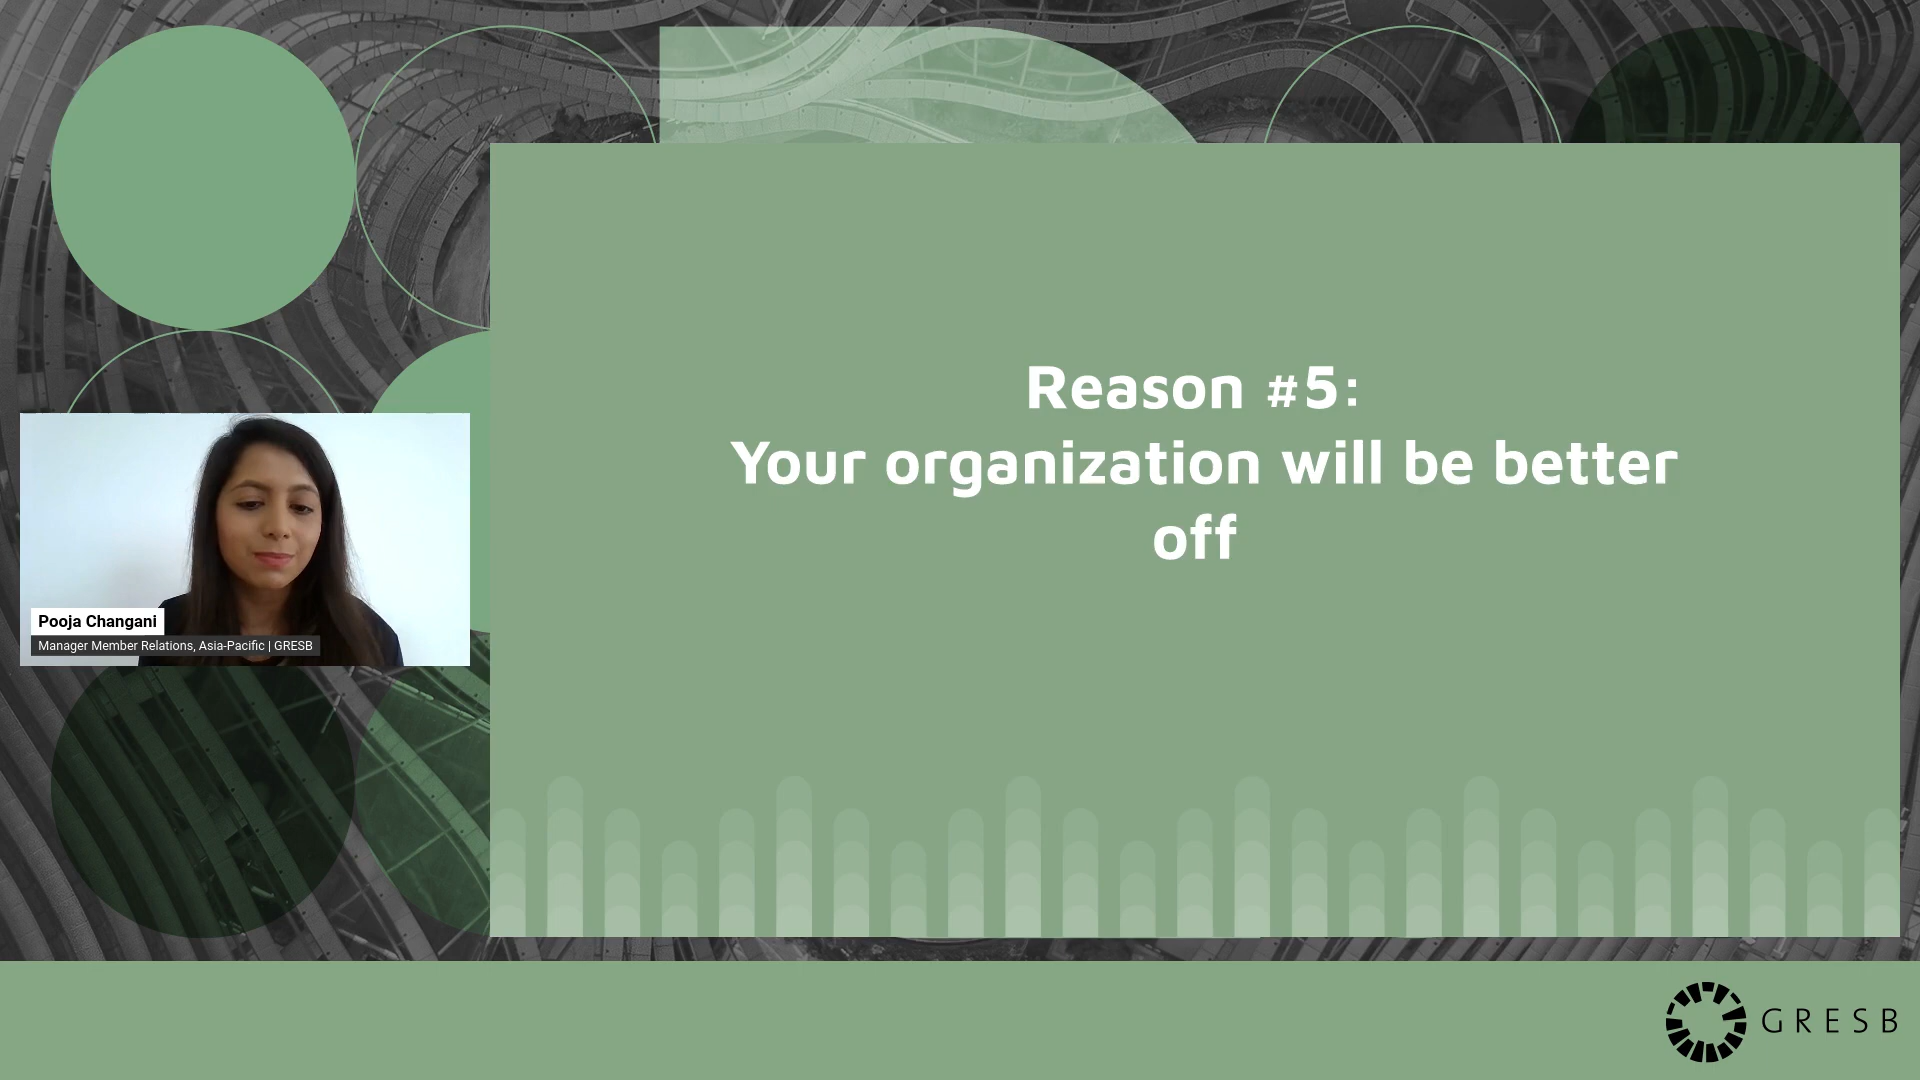 Reason #5:
Your organization will be better
off
Pooja Changani
Manager Member Relations, Asia-Pacific | GRESB
GRESB